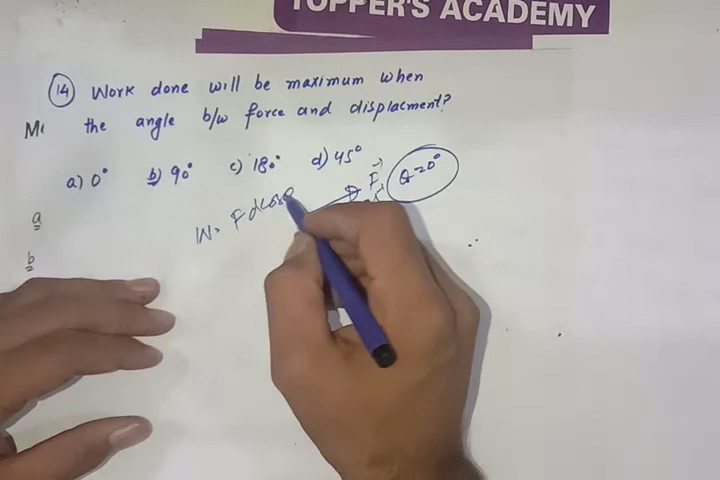 TOPPER'S ACADEMY
14 Work done will be maximum when
the angle b/w force and displacment?
a) 0° b) 90° c) 180° d) 45°
F θ=0°
W= Fdcosθ
a
b